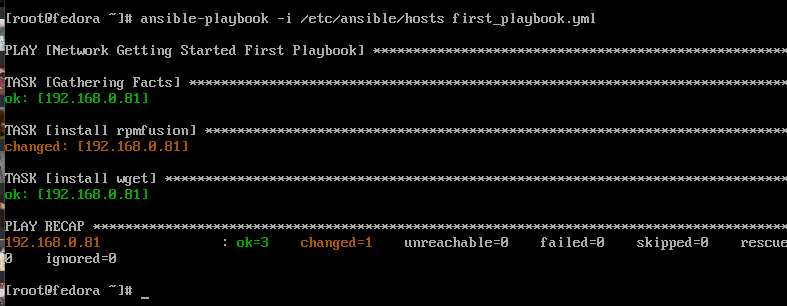 [root@fedora ~]# ansible-playbook -i /etc/ansible/hosts first_playbook.yml
PLAY [Network Getting Started First Playbook] ****************************************************
TASK [Gathering Facts] ***************************************************************************
ok: [192.168.0.81]
TASK [install rpmfusion] *************************************************************************
changed: [192.168.0.81]
TASK [install wget] ******************************************************************************
ok: [192.168.0.81]
PLAY RECAP ***************************************************************************************
192.168.0.81               : ok=3    changed=1    unreachable=0    failed=0    skipped=0    rescue
0    ignored=0
[root@fedora ~]# _